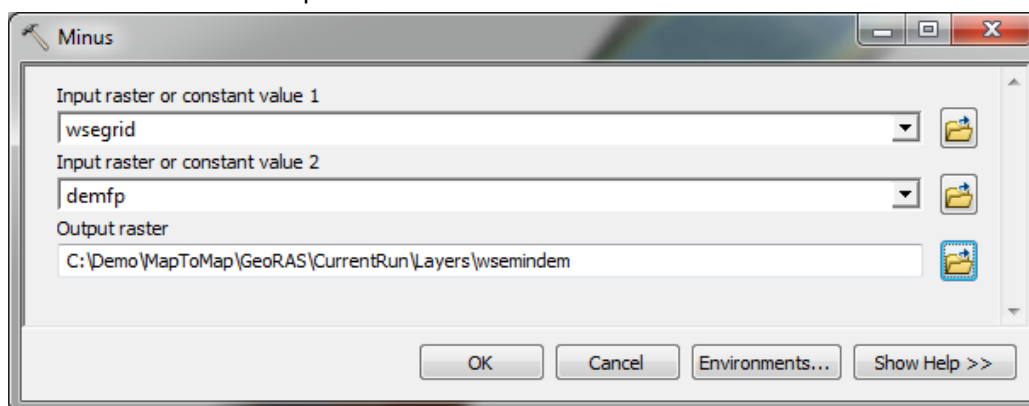 Minus
Input raster or constant value 1
wsegrid
Input raster or constant value 2
demfp
Output raster
C:\Demo\MapToMap\GeoRAS\CurrentRun\Layers\wsemindem
OK
Cancel
Environments...
Show Help >>